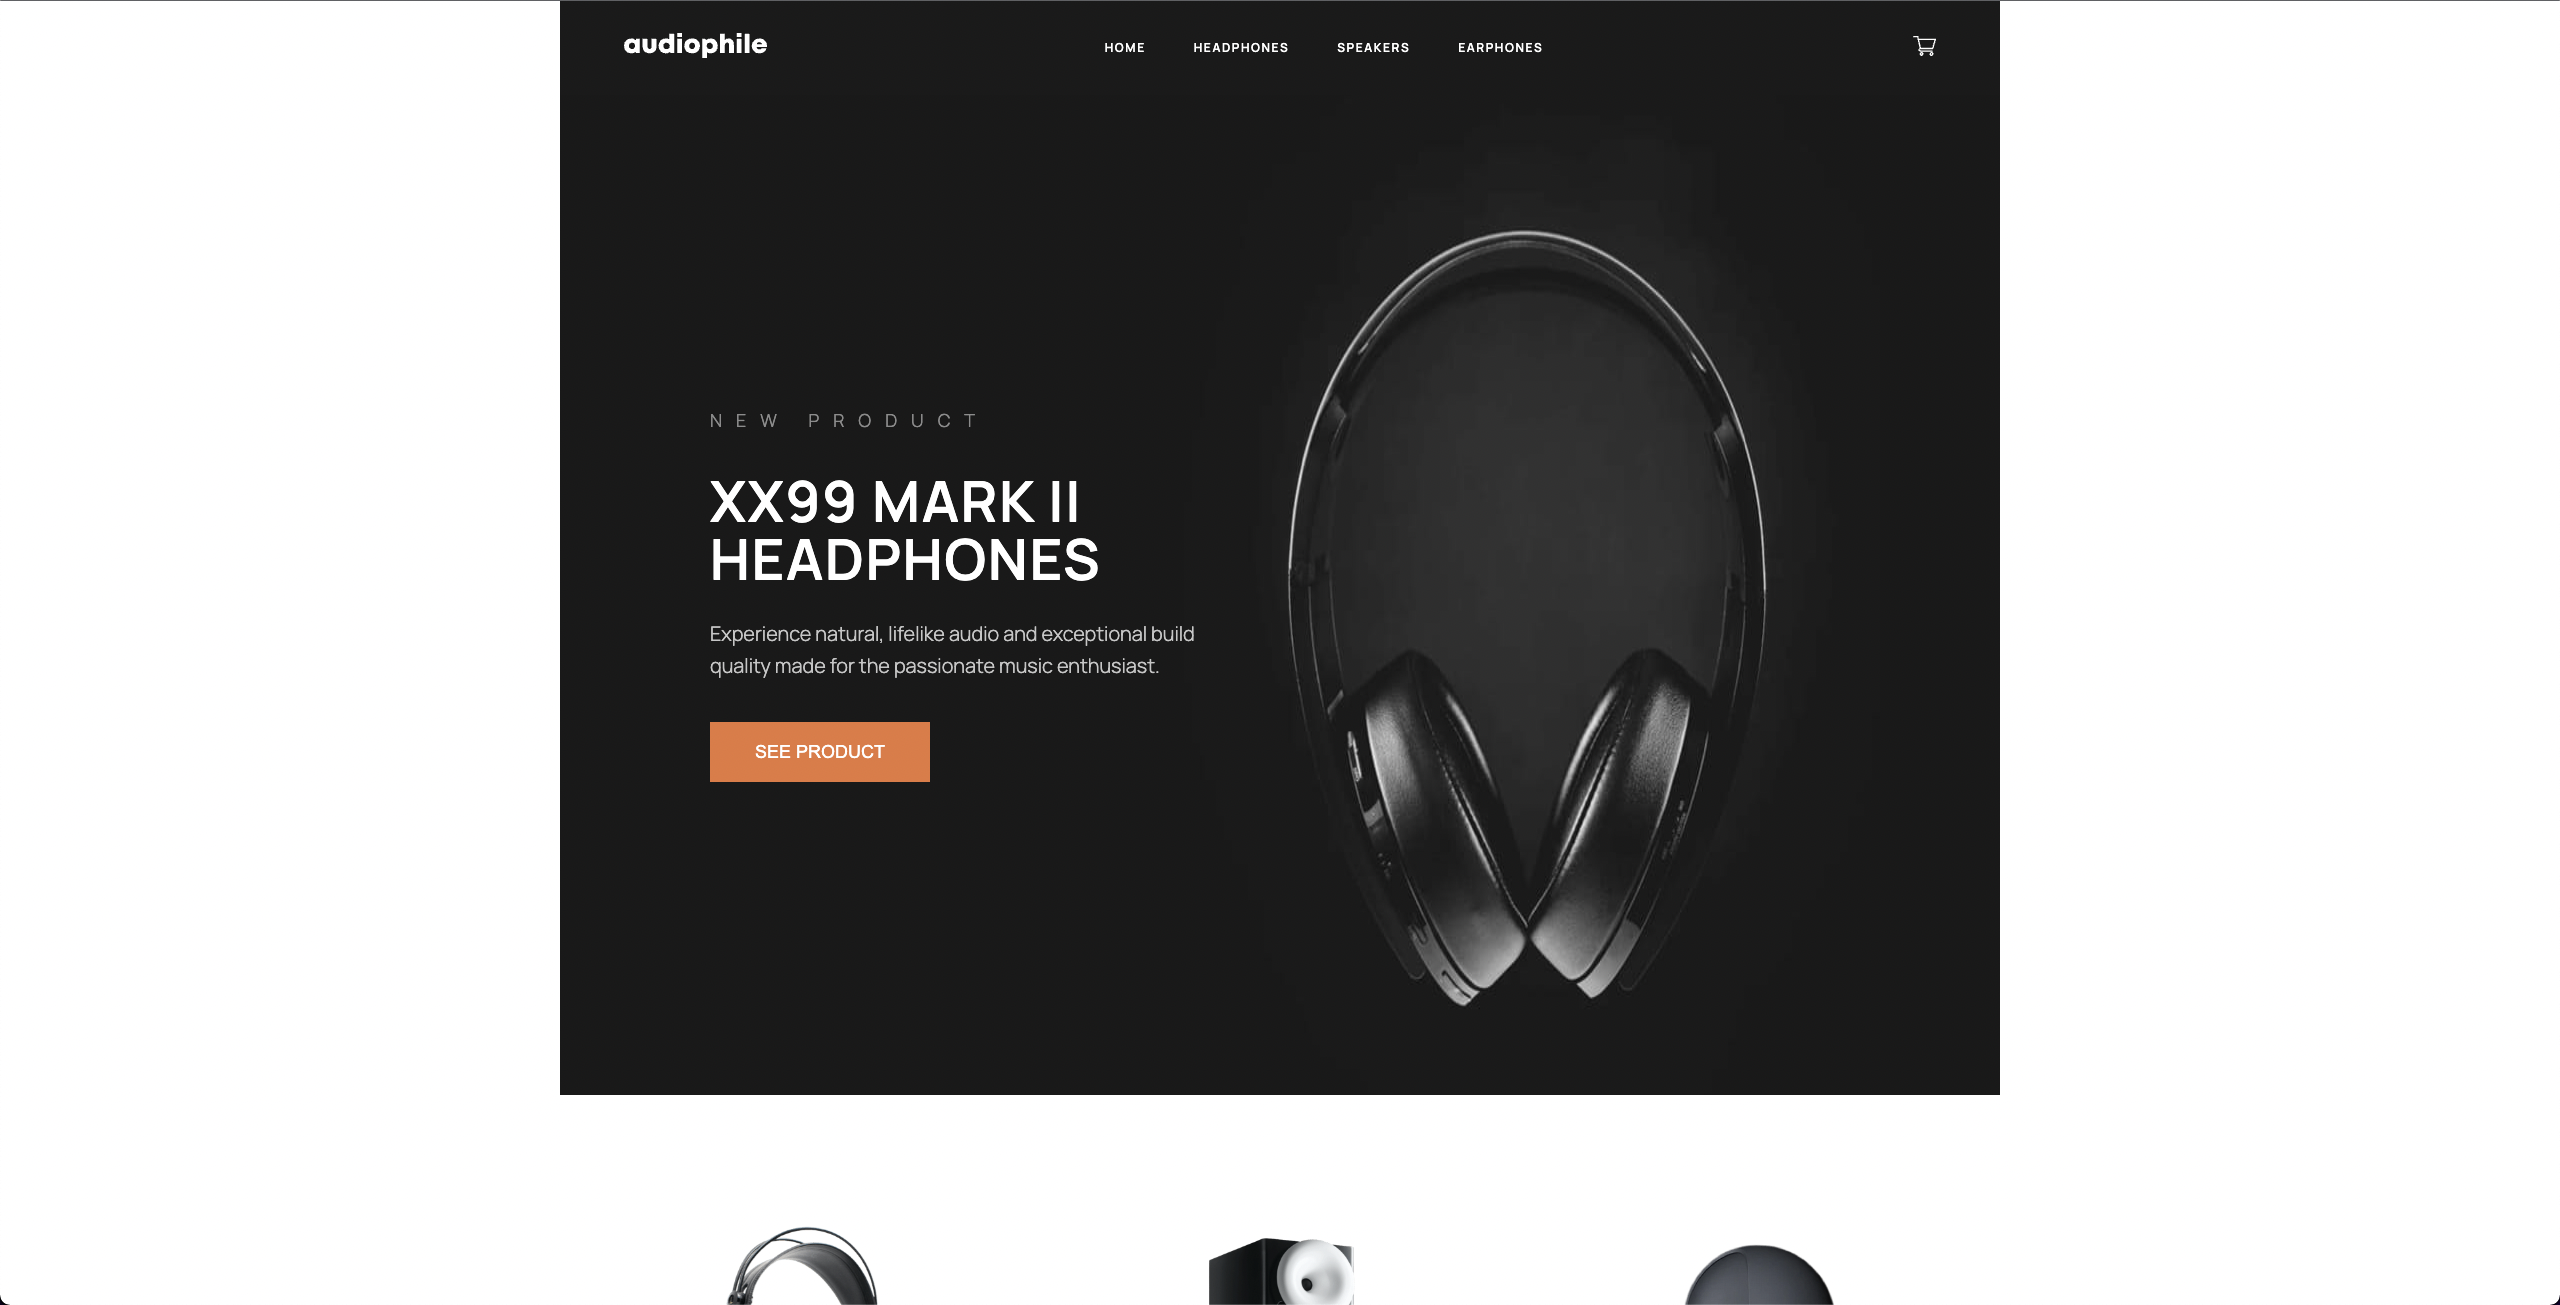 audiophile
HOME HEADPHONES SPEAKERS EARPHONES
NEW PRODUCT
XX99 MARK II
HEADPHONES
Experience natural, lifelike audio and exceptional build
quality made for the passionate music enthusiast.
SEE PRODUCT